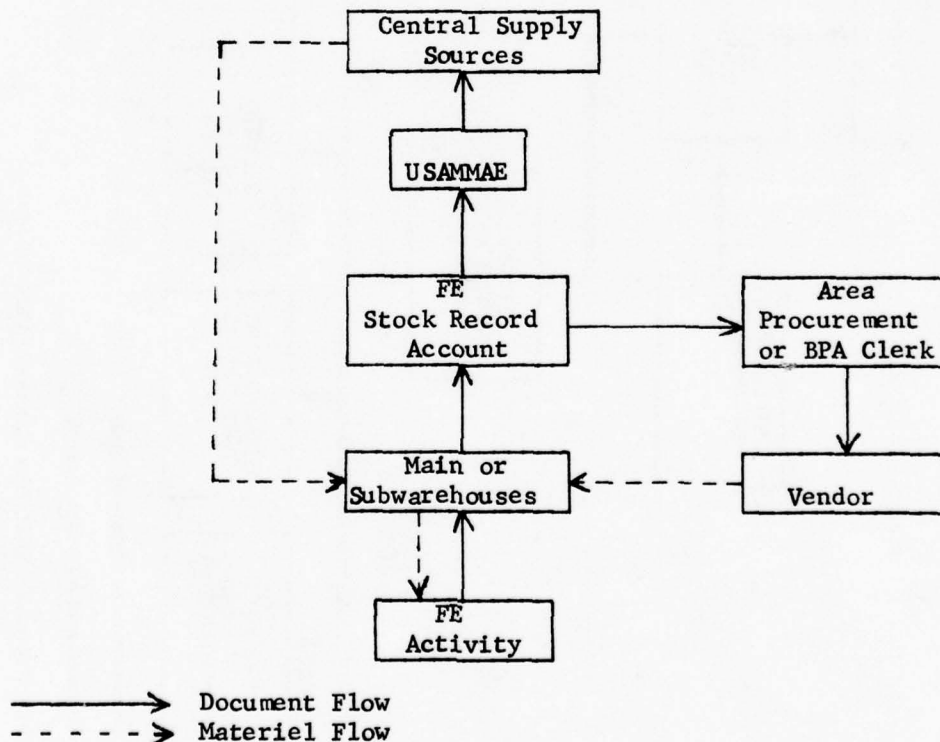 Central Supply
Sources
USAMMAE
FE
Stock Record
Account
Area
Procurement
or BPA Clerk
Main or
Subwarehouses
Vendor
FE
Activity
Document Flow
Materiel Flow